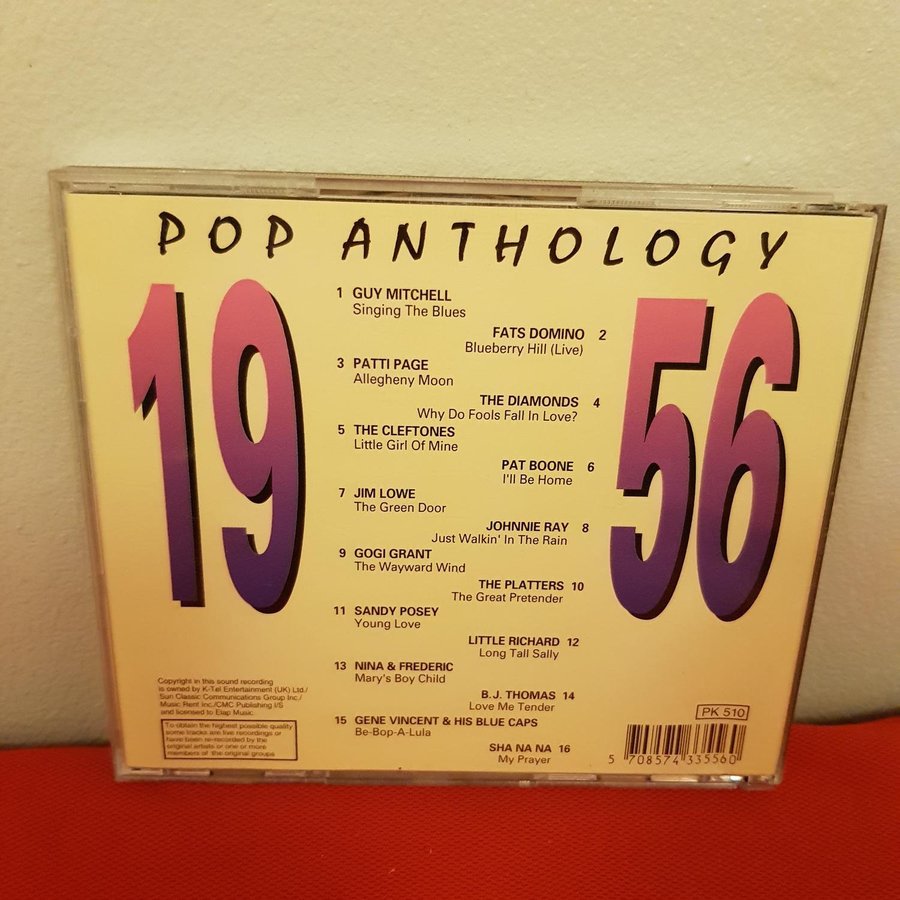 POP ANTHOLOGY
19 56
1 GUY MITCHELL
Singing The Blues
FATS DOMINO 2
Blueberry Hill (Live)
3 PATTI PAGE
Allegheny Moon
THE DIAMONDS 4
Why Do Fools Fall In Love?
5 THE CLEFTONES
Little Girl Of Mine
PAT BOONE 6
I'll Be Home
7 JIM LOWE
The Green Door
JOHNNIE RAY 8
Just Walkin' In The Rain
9 GOGI GRANT
The Wayward Wind
THE PLATTERS 10
The Great Pretender
11 SANDY POSEY
Young Love
LITTLE RICHARD 12
Long Tall Sally
13 NINA & FREDERIC
Mary's Boy Child
B.J. THOMAS 14
Love Me Tender
15 GENE VINCENT & HIS BLUE CAPS
Be-Bop-A-Lula
SHA NA NA 16
My Prayer
Copyright in this sound recording
is owned by K-Tel Entertainment (UK) Ltd./
Sun Classic Communications Group Inc./
Music Rent Inc./CMC Publishing I/S
and licensed to Elap Music.
To obtain the highest possible quality
some tracks are live recordings or
have been re-recorded by the
original artists or one or more
members of the original groups
PK 510
5 708574 335560